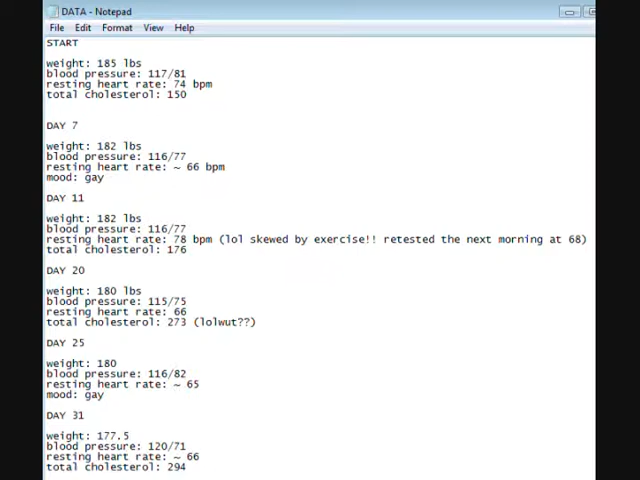 DATA - Notepad
File Edit Format View Help
START
weight: 185 lbs
blood pressure: 117/81
resting heart rate: 74 bpm
total cholesterol: 150
DAY 7
weight: 182 lbs
blood pressure: 116/77
resting heart rate: ~ 66 bpm
mood: gay
DAY 11
weight: 182 lbs
blood pressure: 116/77
resting heart rate: 78 bpm (lol skewed by exercise!! retested the next morning at 68)
total cholesterol: 176
DAY 20
weight: 180 lbs
blood pressure: 115/75
resting heart rate: 66
total cholesterol: 273 (lolwut??)
DAY 25
weight: 180
blood pressure: 116/82
resting heart rate: ~ 65
mood: gay
DAY 31
weight: 177.5
blood pressure: 120/71
resting heart rate: ~ 66
total cholesterol: 294